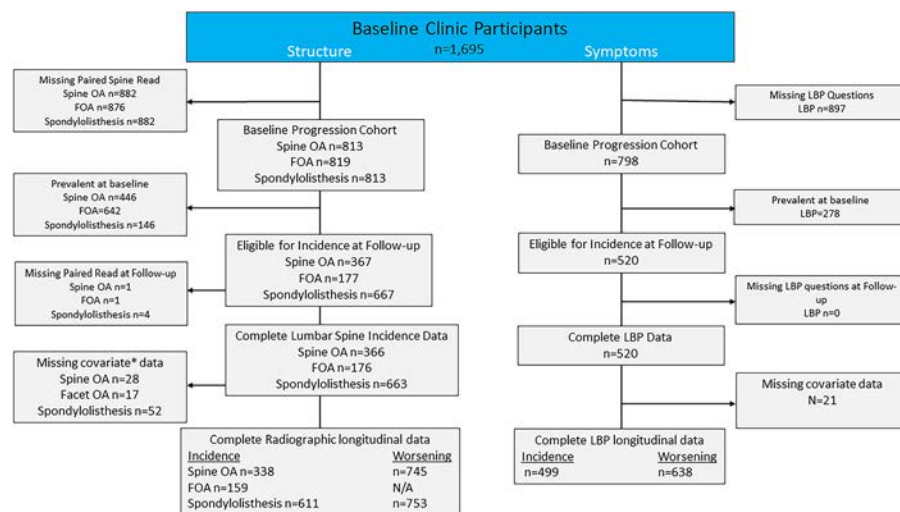 Baseline Clinic Participants
n=1,695
Structure
Symptoms
Missing Paired Spine Read
Spine OA n=882
FOA n=876
Spondylolisthesis n=882
Baseline Progression Cohort
Spine OA n=813
FOA n=819
Spondylolisthesis n=813
Prevalent at baseline
Spine OA n=446
FOA=642
Spondylolisthesis n=146
Eligible for Incidence at Follow-up
Spine OA n=367
FOA n=177
Spondylolisthesis n=667
Missing Paired Read at Follow-up
Spine OA n=1
FOA n=1
Spondylolisthesis n=4
Complete Lumbar Spine Incidence Data
Spine OA n=366
FOA n=176
Spondylolisthesis n=663
Missing covariate* data
Spine OA n=28
Facet OA n=17
Spondylolisthesis n=52
Complete Radiographic longitudinal data
Incidence Worsening
Spine OA n=338 n=745
FOA n=159 N/A
Spondylolisthesis n=611 n=753
Missing LBP Questions
LBP n=897
Baseline Progression Cohort
n=798
Prevalent at baseline
LBP=278
Eligible for Incidence at Follow-up
n=520
Missing LBP questions at Follow-
up
LBP n=0
Complete LBP Data
n=520
Missing covariate data
N=21
Complete LBP longitudinal data
Incidence Worsening
n=499 n=638